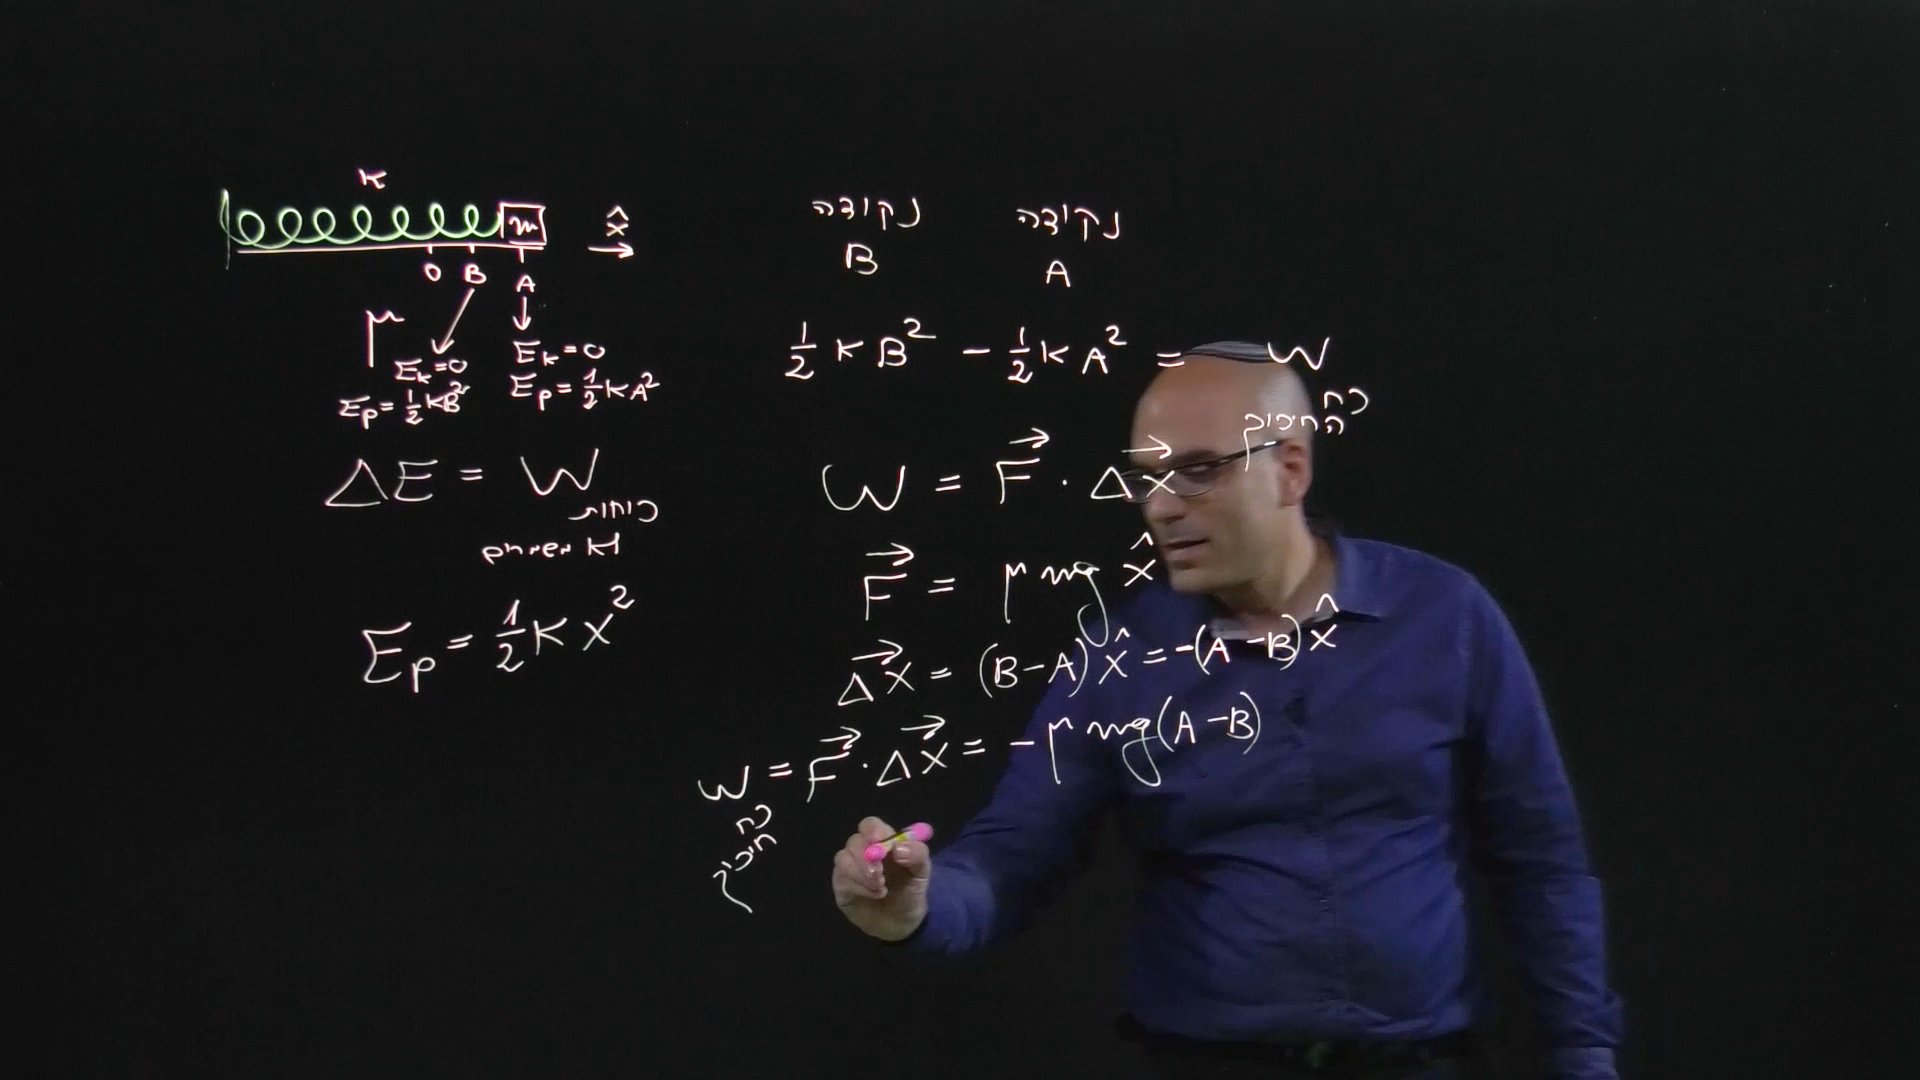 K
m
x̂
O B A
μ
E_K=0
E_p=½KB²
E_K=0
E_p=½KA²
ΔE = W
כוחות
לא משמרים
E_p=½Kx²
נקודה B
נקודה A
½KB² - ½KA² = W
כח
החיכוך
W = F⃗ · Δx⃗
F⃗ = μmg x̂
Δx⃗ = (B-A)x̂ = -(A-B)x̂
W = F⃗ · Δx⃗ = -μmg(A-B)
כח
חיכוך